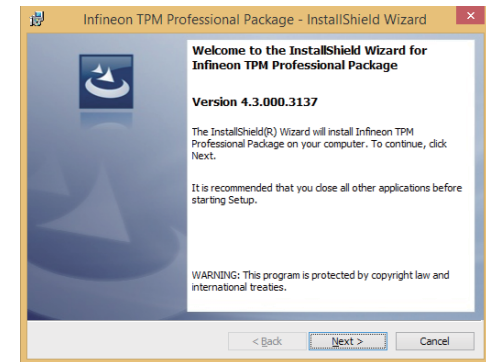 Infineon TPM Professional Package - InstallShield Wizard
Welcome to the InstallShield Wizard for
Infineon TPM Professional Package
Version 4.3.000.3137
The InstallShield(R) Wizard will install Infineon TPM
Professional Package on your computer. To continue, click
Next.
It is recommended that you close all other applications before
starting Setup.
WARNING: This program is protected by copyright law and
international treaties.
< Back Next > Cancel